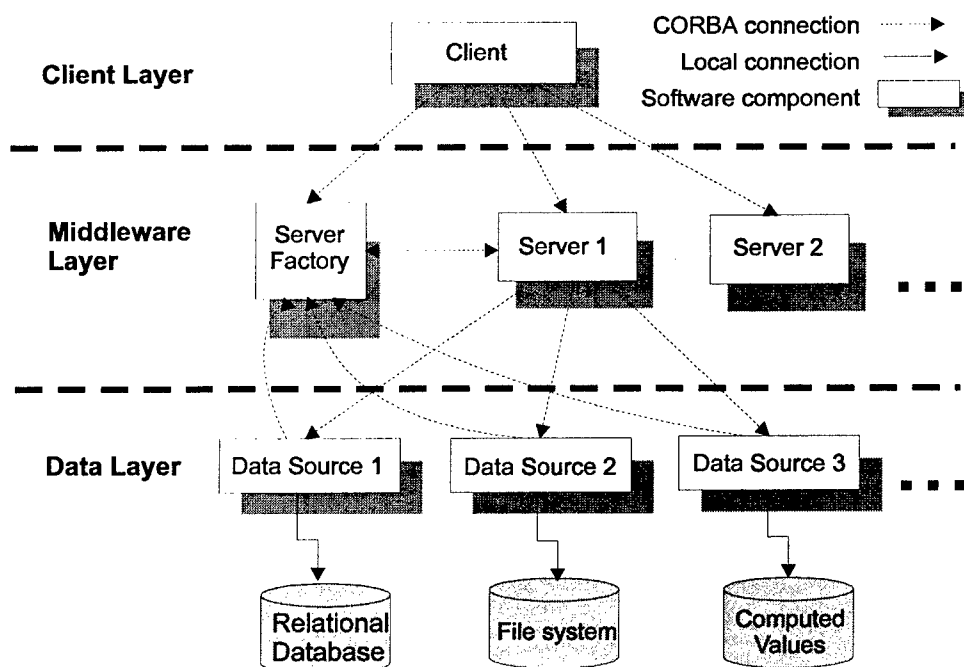 CORBA connection
Local connection
Software component
Client Layer
Client
Middleware
Layer
Server
Factory
Server 1
Server 2
Data Layer
Data Source 1
Data Source 2
Data Source 3
Relational
Database
File system
Computed
Values